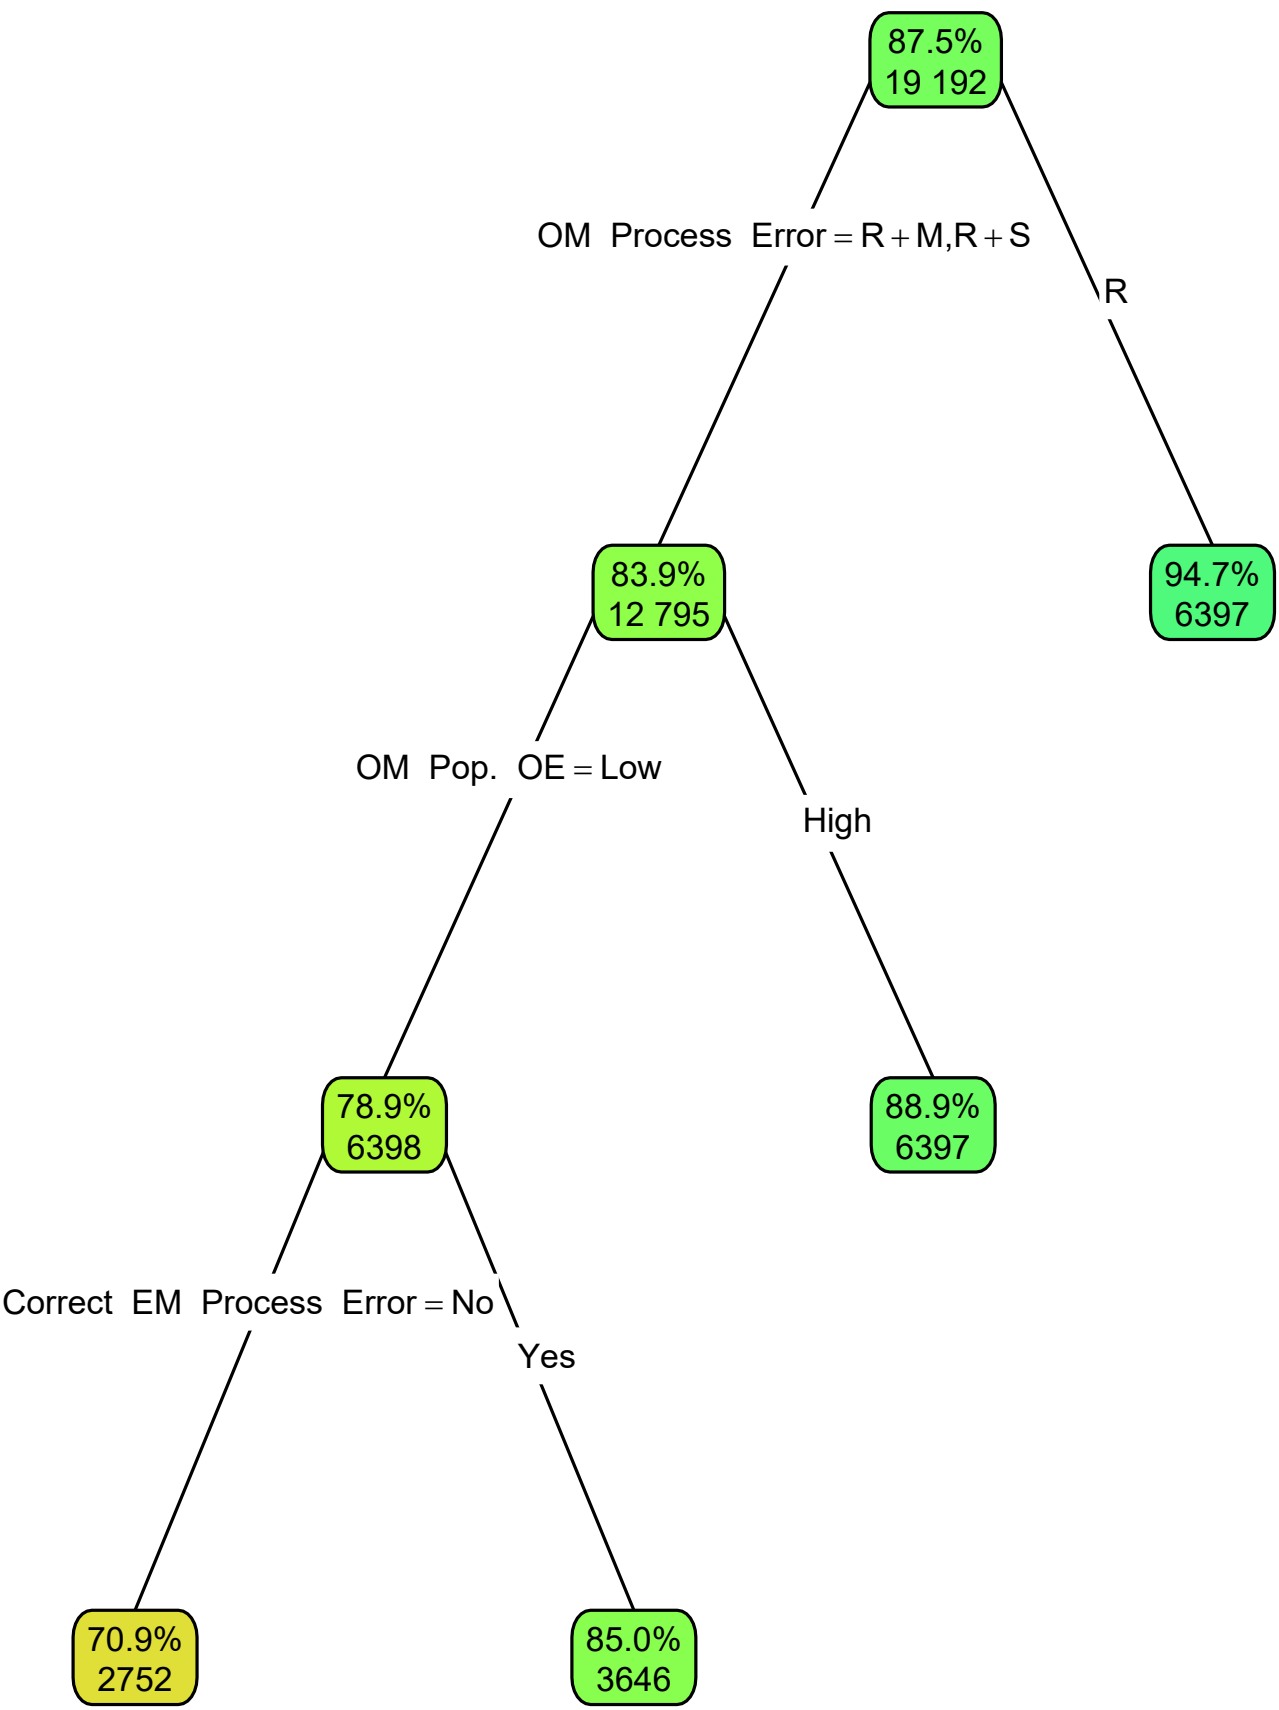 87.5%
19 192
OM Process Error = R + M,R + S
R
83.9%
12 795
94.7%
6397
OM Pop. OE = Low
High
78.9%
6398
88.9%
6397
Correct EM Process Error = No
Yes
70.9%
2752
85.0%
3646